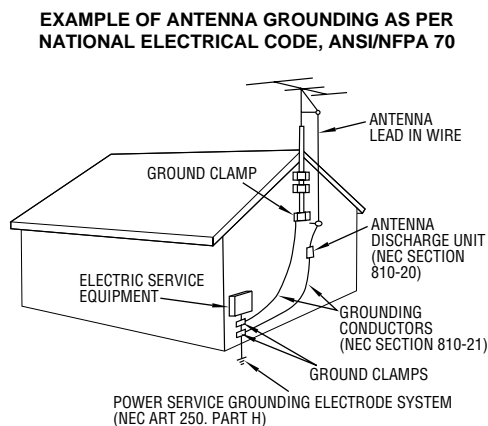 EXAMPLE OF ANTENNA GROUNDING AS PER
NATIONAL ELECTRICAL CODE, ANSI/NFPA 70
ANTENNA
LEAD IN WIRE
GROUND CLAMP
ANTENNA
DISCHARGE UNIT
(NEC SECTION
810-20)
ELECTRIC SERVICE
EQUIPMENT
GROUNDING
CONDUCTORS
(NEC SECTION 810-21)
GROUND CLAMPS
POWER SERVICE GROUNDING ELECTRODE SYSTEM
(NEC ART 250. PART H)